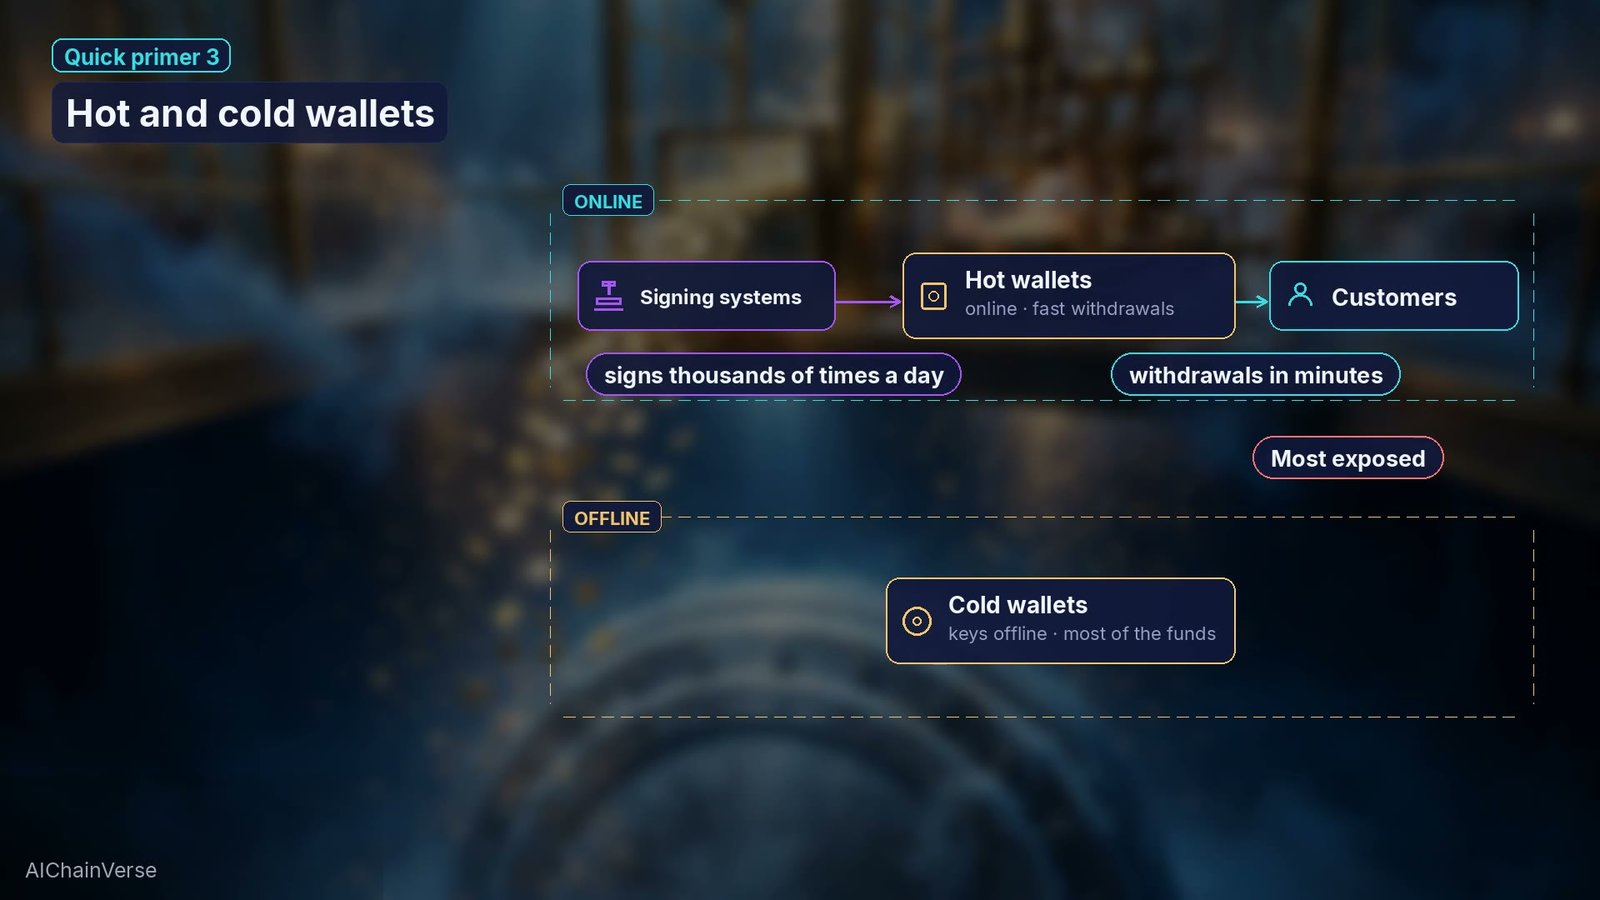 Quick primer 3
Hot and cold wallets
ONLINE
Signing systems
Hot wallets
online · fast withdrawals
Customers
signs thousands of times a day
withdrawals in minutes
Most exposed
OFFLINE
Cold wallets
keys offline · most of the funds
AIChainVerse